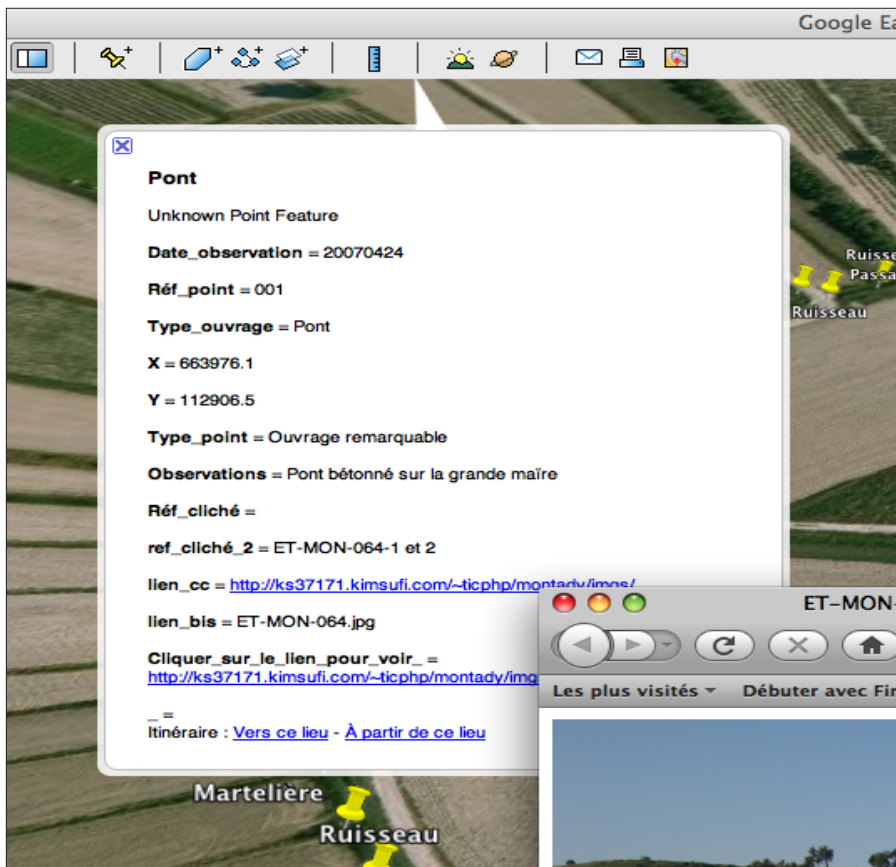 Google Ea
Pont
Unknown Point Feature
Date_observation = 20070424
Réf_point = 001
Type_ouvrage = Pont
X = 663976.1
Y = 112906.5
Type_point = Ouvrage remarquable
Observations = Pont bétonné sur la grande maïre
Réf_cliché =
ref_cliché_2 = ET-MON-064-1 et 2
lien_cc = http://ks37171.kimsufi.com/~ticphp/montady/imgs/
lien_bis = ET-MON-064.jpg
Cliquer_sur_le_lien_pour_voir_ =
http://ks37171.kimsufi.com/~ticphp/montady/img
_ =
Itinéraire : Vers ce lieu - À partir de ce lieu
Ruisse
Passa
Ruisseau
Martelière
Ruisseau
ET-MON-
Les plus visités Débuter avec Fir